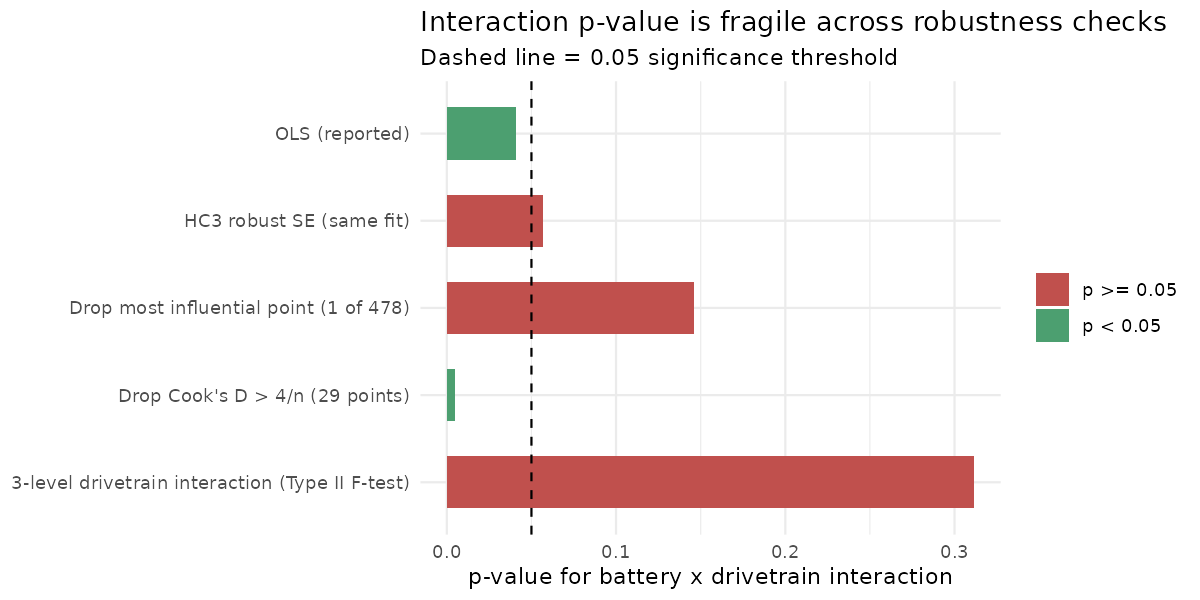 Interaction p-value is fragile across robustness checks
Dashed line = 0.05 significance threshold
OLS (reported)
HC3 robust SE (same fit)
Drop most influential point (1 of 478)
Drop Cook's D > 4/n (29 points)
3-level drivetrain interaction (Type II F-test)
0.0 0.1 0.2 0.3
p-value for battery x drivetrain interaction
p >= 0.05
p < 0.05